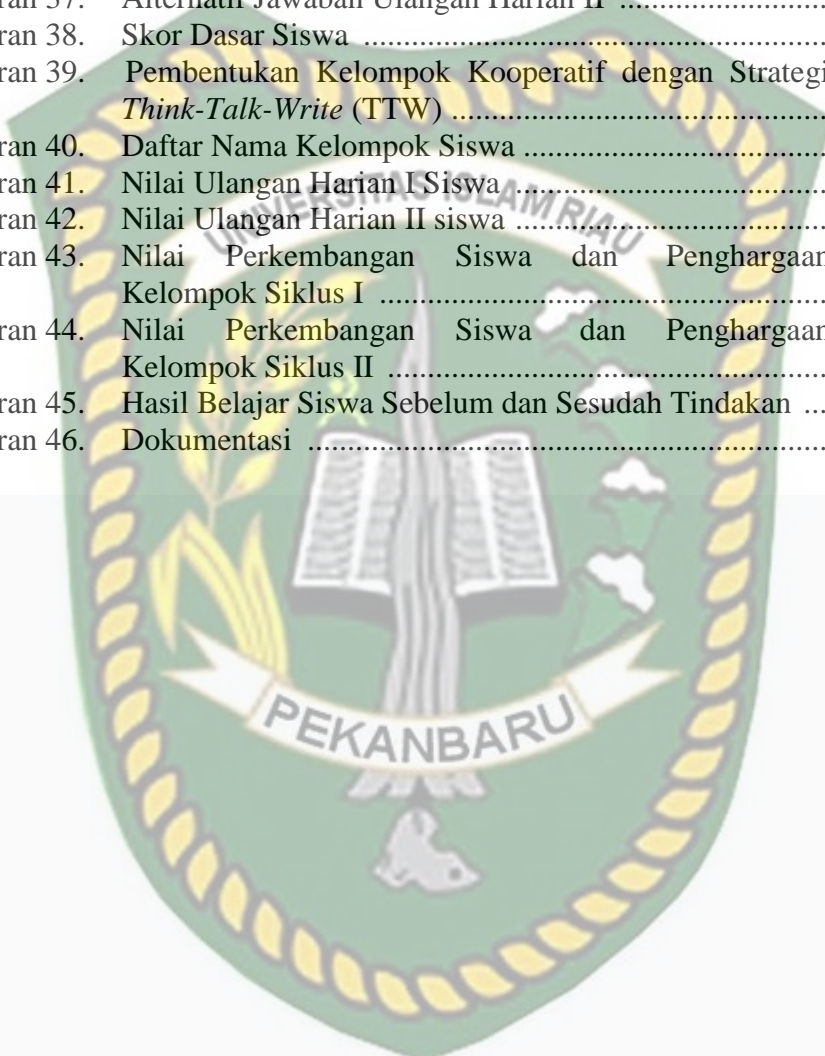 ran 37. Alternatif Jawaban Ulangan Harian II ...............................
ran 38. Skor Dasar Siswa ...............................................................
ran 39. Pembentukan Kelompok Kooperatif dengan Strategi
Think-Talk-Write (TTW) ..................................................
ran 40. Daftar Nama Kelompok Siswa .........................................
ran 41. Nilai Ulangan Harian I Siswa ..........................................
ran 42. Nilai Ulangan Harian II siswa ..........................................
ran 43. Nilai Perkembangan Siswa dan Penghargaan
Kelompok Siklus I ............................................................
ran 44. Nilai Perkembangan Siswa dan Penghargaan
Kelompok Siklus II ...........................................................
ran 45. Hasil Belajar Siswa Sebelum dan Sesudah Tindakan ...
ran 46. Dokumentasi .....................................................................
UNIVERSITAS ISLAM RIAU
PEKANBARU